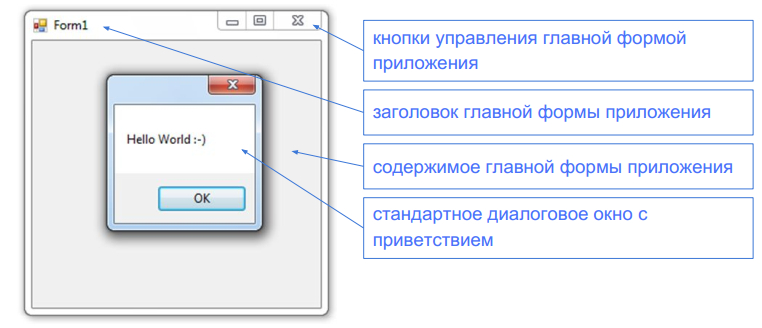 Form1
Hello World :-)
OK
кнопки управления главной формой
приложения
заголовок главной формы приложения
содержимое главной формы приложения
стандартное диалоговое окно с
приветствием